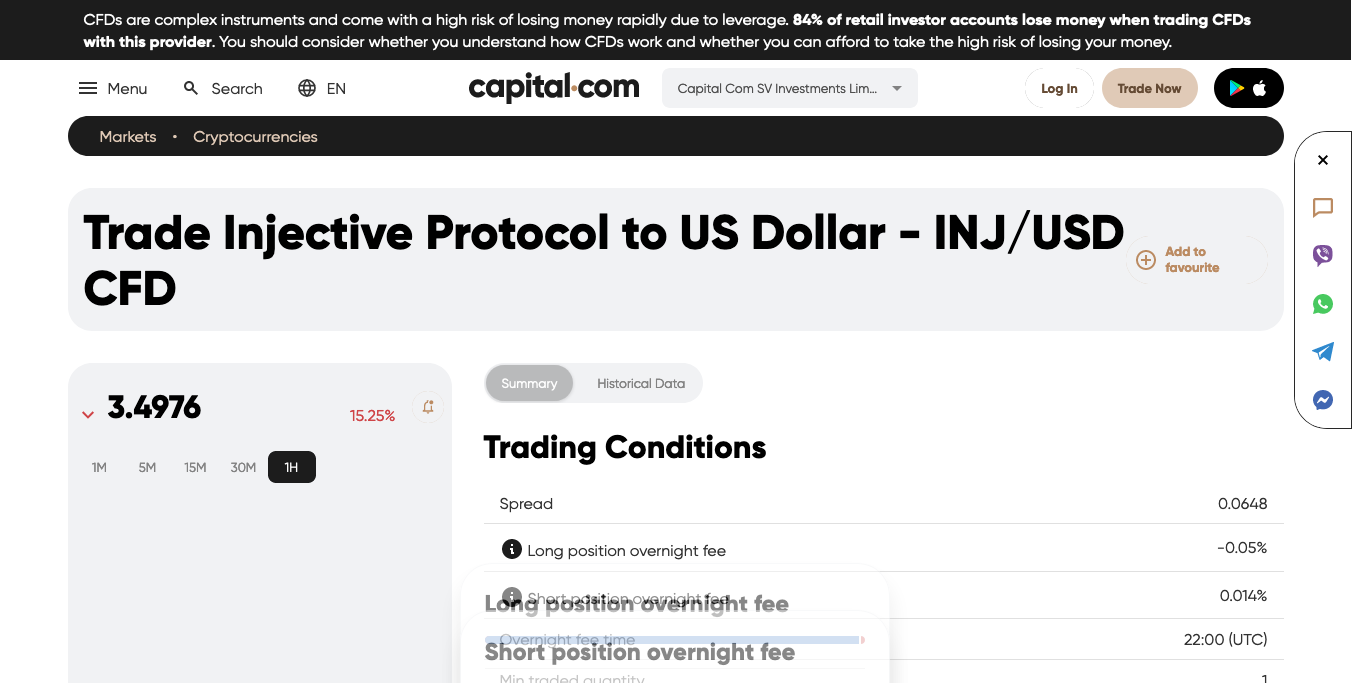 CFDs are complex instruments and come with a high risk of losing money rapidly due to leverage. 84% of retail investor accounts lose money when trading CFDs
with this provider. You should consider whether you understand how CFDs work and whether you can afford to take the high risk of losing your money.
Menu Search EN capital.com Capital Com SV Investments Lim... Log In Trade Now
Markets • Cryptocurrencies
Trade Injective Protocol to US Dollar - INJ/USD
CFD
Add to
favourite
3.4976 15.25%
1M 5M 15M 30M 1H
Summary Historical Data
Trading Conditions
Spread 0.0648
Long position overnight fee -0.05%
Short position overnight fee 0.014%
Long position overnight fee
Overnight fee time 22:00 (UTC)
Short position overnight fee
Min traded quantity 1